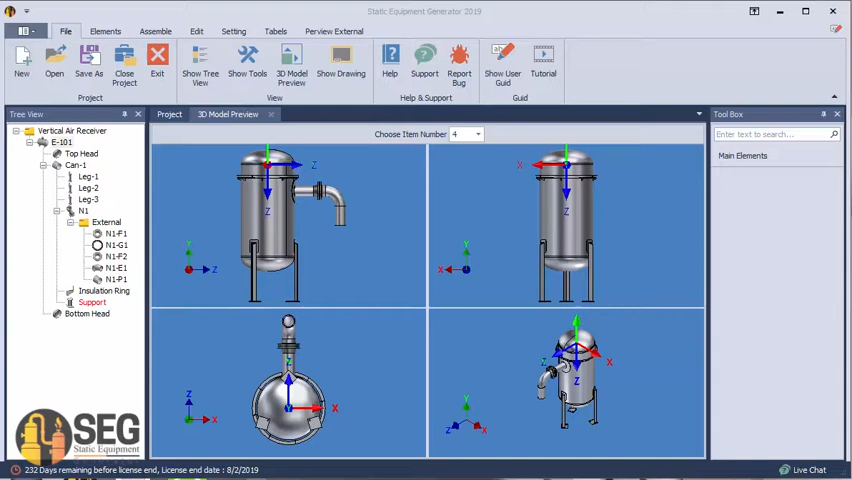 Static Equipment Generator 2019
File Elements Assemble Edit Setting Tabels Perview External
New Open Save As Close Project Exit Show Tree View Show Tools 3D Model Preview Show Drawing Help Support Report Bug Show User Guid Tutorial
Project View Help & Support Guid
Tree View Project 3D Model Preview Tool Box
Choose Item Number 4
Enter text to search...
Main Elements
Vertical Air Receiver
E-101
Top Head
Can-1
Leg-1
Leg-2
Leg-3
N1
External
N1-F1
N1-G1
N1-F2
N1-E1
N1-P1
Insulation Ring
Support
Bottom Head
Z
Z
Y
Z
X
Z
Y
X
Z
X
Z
X
Z
X
Z
Y
Z
X
SEG
Static Equipment
232 Days remaining before license end, License end date : 8/2/2019
Live Chat